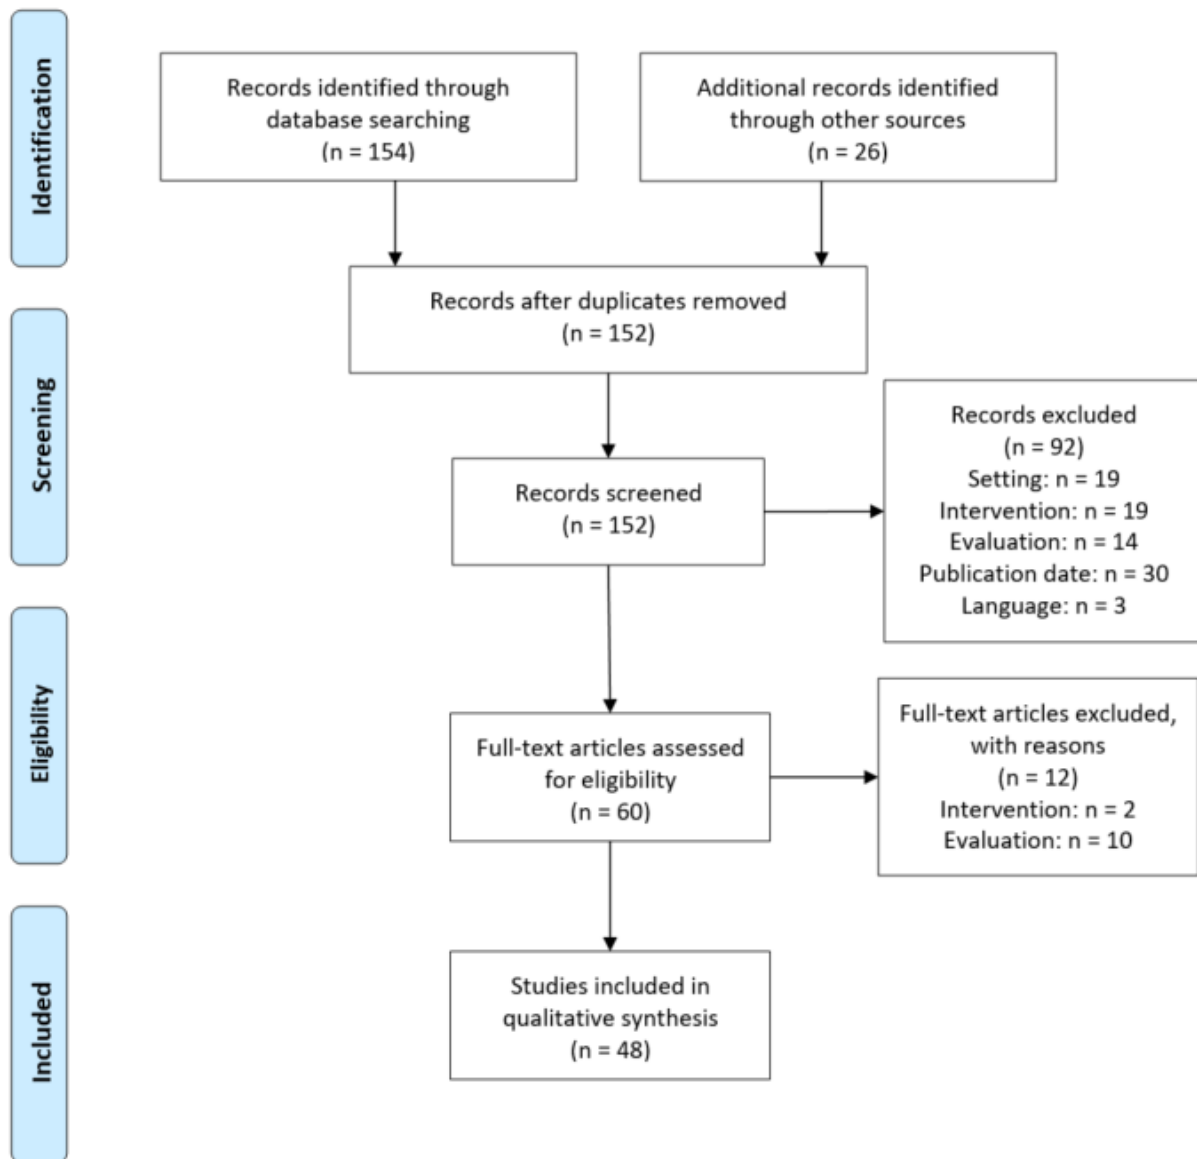 Identification
Records identified through
database searching
(n = 154)
Additional records identified
through other sources
(n = 26)
Records after duplicates removed
(n = 152)
Screening
Records screened
(n = 152)
Records excluded
(n = 92)
Setting: n = 19
Intervention: n = 19
Evaluation: n = 14
Publication date: n = 30
Language: n = 3
Eligibility
Full-text articles assessed
for eligibility
(n = 60)
Full-text articles excluded,
with reasons
(n = 12)
Intervention: n = 2
Evaluation: n = 10
Included
Studies included in
qualitative synthesis
(n = 48)